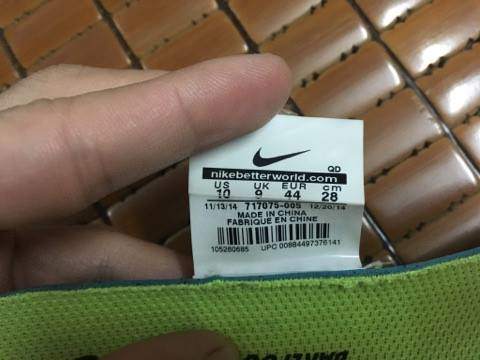 QD
nikebetterworld.com
US UK EUR cm
10 9 44 28
11/13/14 717075-005 12/20/14
MADE IN CHINA
FABRIQUE EN CHINE
105260685 UPC 00884497376141